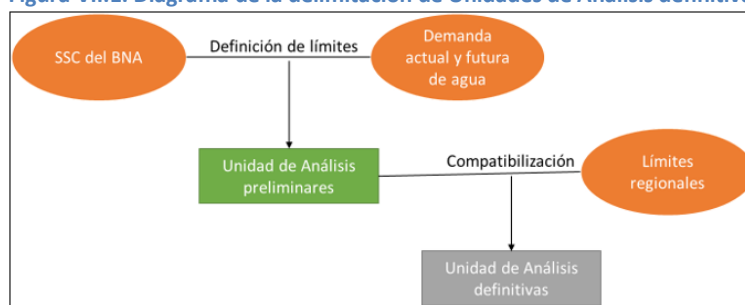 SSC del BNA
Definición de límites
Demanda
actual y futura
de agua
Unidad de Análisis
preliminares
Compatibilización
Límites
regionales
Unidad de Análisis
definitivas